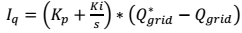 I_q = (K_p + Ki/s) * (Q*_grid − Q_grid)